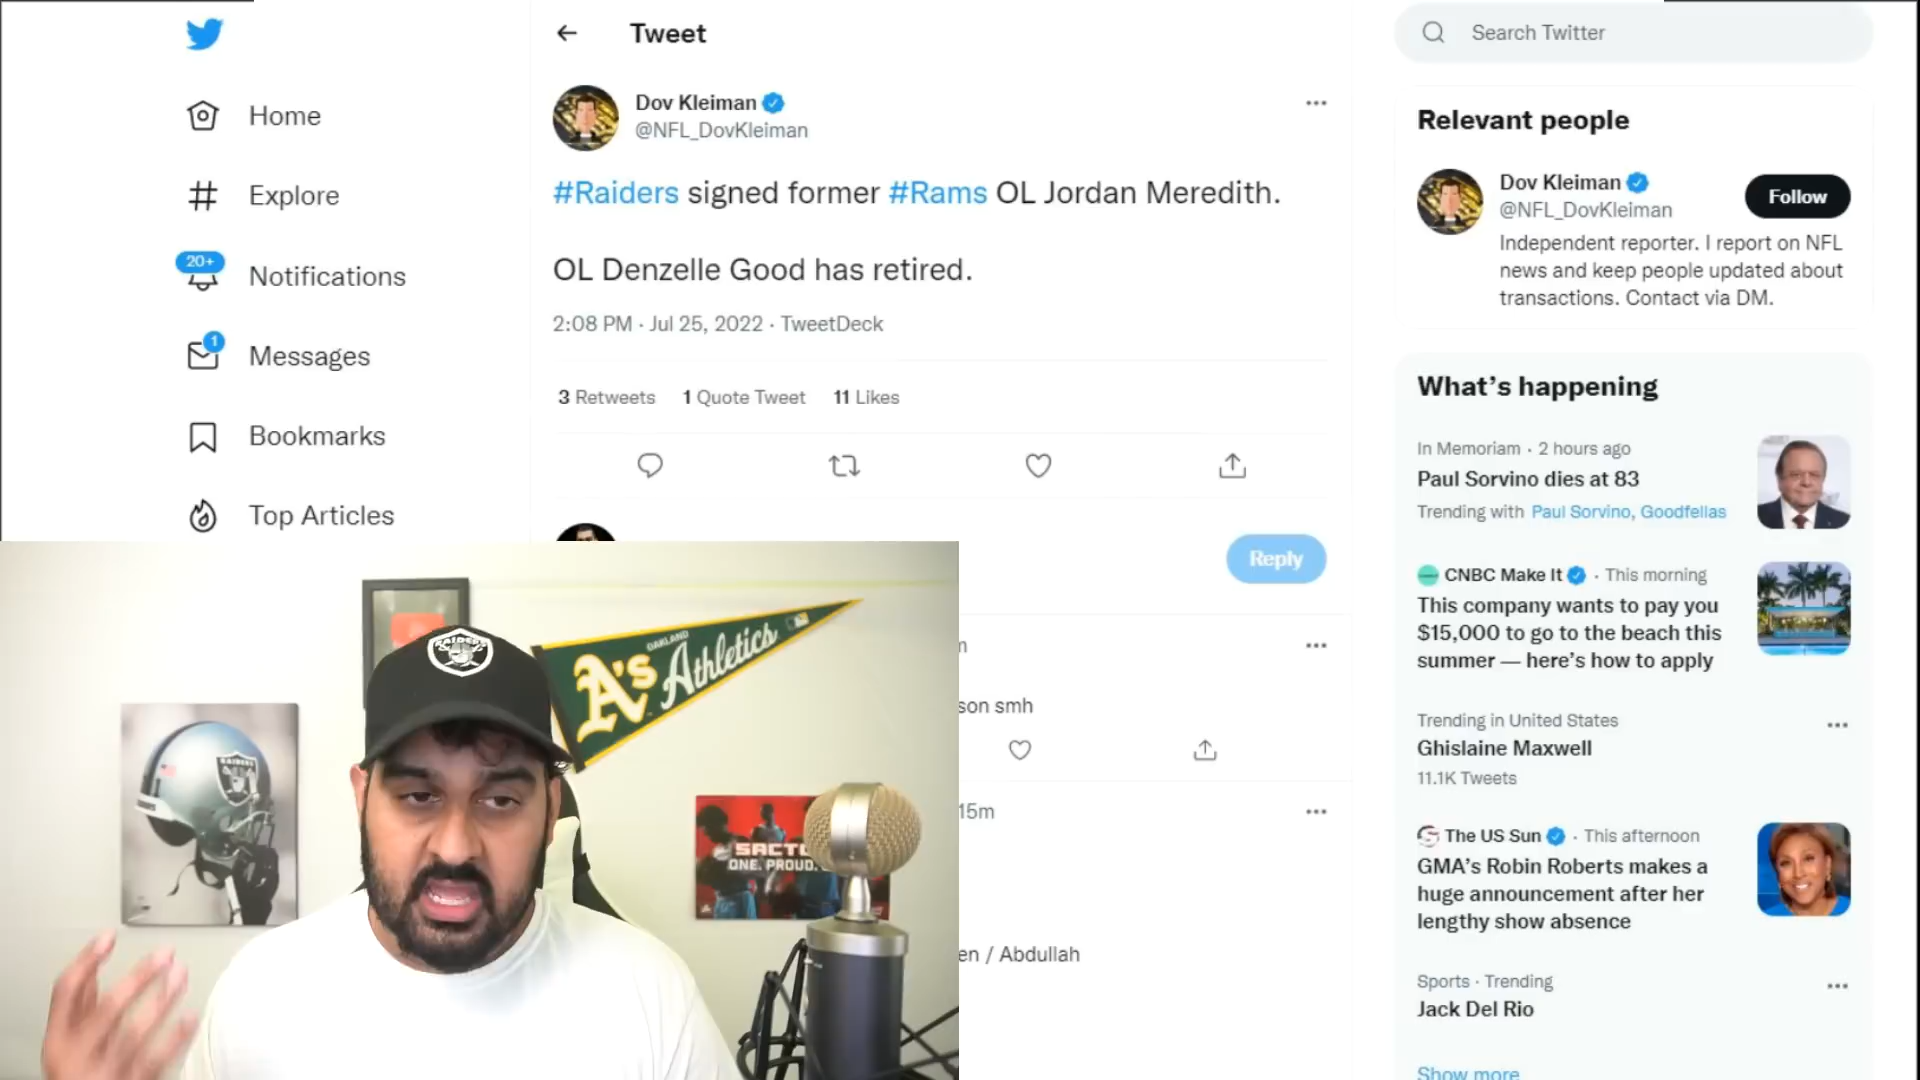 Home
Explore
20+
Notifications
1
Messages
Bookmarks
Top Articles
Tweet
Dov Kleiman
@NFL_DovKleiman
#Raiders signed former #Rams OL Jordan Meredith.
OL Denzelle Good has retired.
2:08 PM · Jul 25, 2022 · TweetDeck
3 Retweets 1 Quote Tweet 11 Likes
Reply
son smh
15m
en / Abdullah
Search Twitter
Relevant people
Dov Kleiman
@NFL_DovKleiman
Follow
Independent reporter. I report on NFL
news and keep people updated about
transactions. Contact via DM.
What's happening
In Memoriam · 2 hours ago
Paul Sorvino dies at 83
Trending with Paul Sorvino, Goodfellas
CNBC Make It · This morning
This company wants to pay you
$15,000 to go to the beach this
summer — here's how to apply
Trending in United States
Ghislaine Maxwell
11.1K Tweets
The US Sun · This afternoon
GMA's Robin Roberts makes a
huge announcement after her
lengthy show absence
Sports · Trending
Jack Del Rio
Show more
RAIDERS
OAKLAND
A's Athletics
RAIDERS
SACTO
ONE. PROUD.